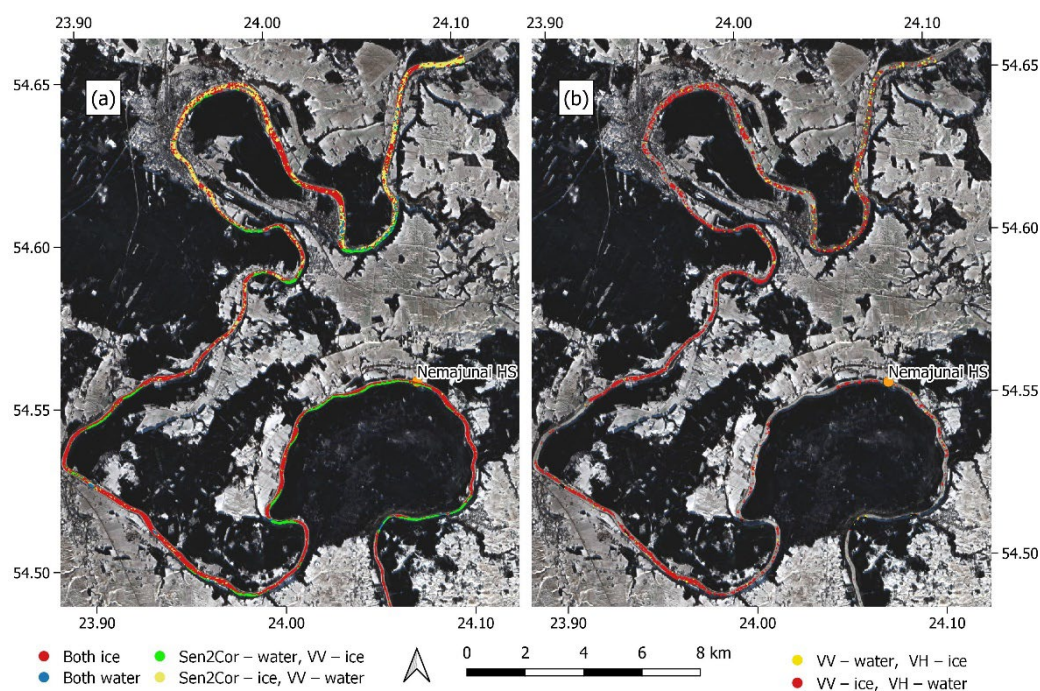 23.90 24.00 24.10 23.90 24.00 24.10
(a) (b)
54.65 54.65
54.60 54.60
Nemajunai HS Nemajunai HS
54.55 54.55
54.50 54.50
23.90 24.00 24.10 23.90 24.00 24.10
Both ice Sen2Cor – water, VV – ice 0 2 4 6 8 km VV – water, VH – ice
Both water Sen2Cor – ice, VV – water VV – ice, VH – water